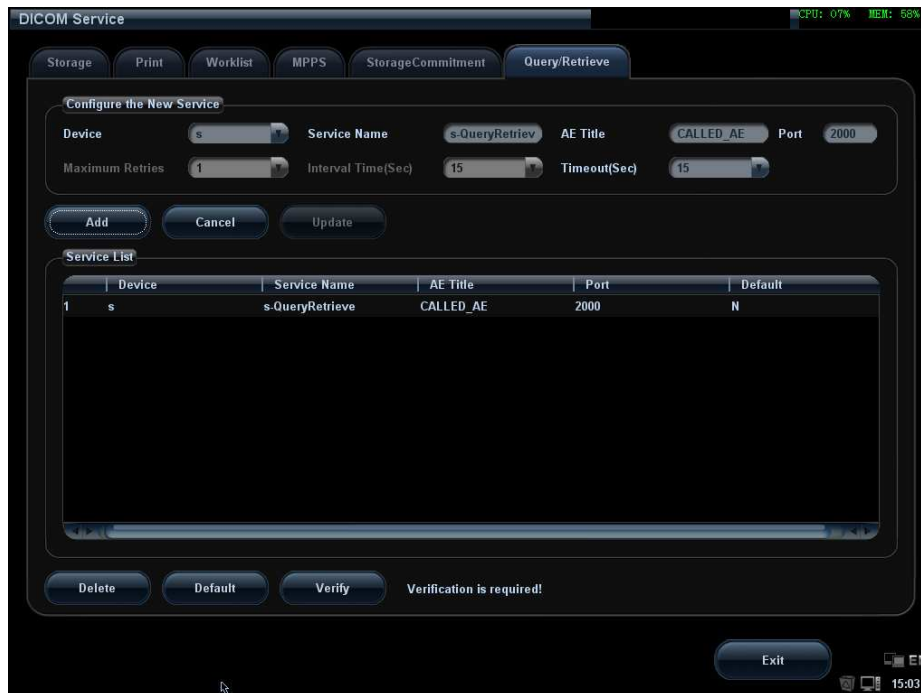 DICOM Service
CPU: 07% MEM: 58%
Storage Print Worklist MPPS StorageCommitment Query/Retrieve
Configure the New Service
Device s Service Name s-QueryRetriev AE Title CALLED_AE Port 2000
Maximum Retries 1 Interval Time(Sec) 15 Timeout(Sec) 15
Add Cancel Update
Service List
Device Service Name AE Title Port Default
1 s s-QueryRetrieve CALLED_AE 2000 N
Delete Default Verify Verification is required!
Exit
15:03